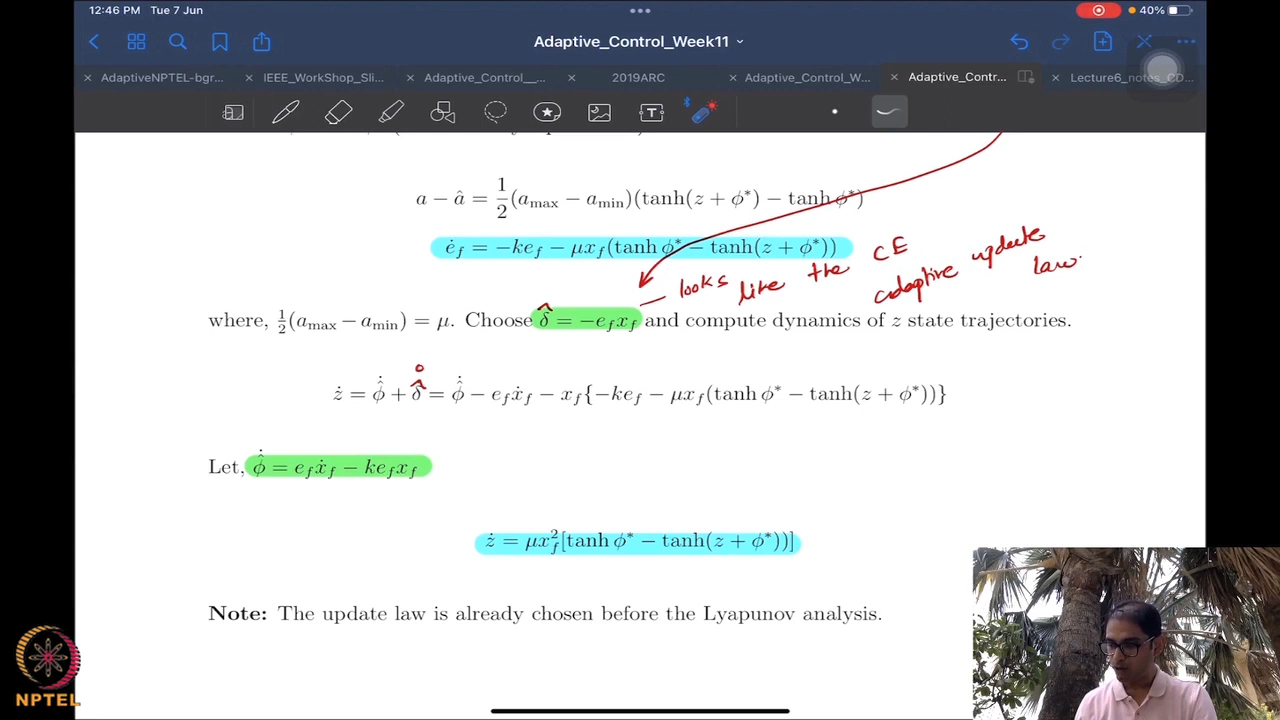 12:46 PM Tue 7 Jun
40%
Adaptive_Control_Week11
AdaptiveNPTEL-bgr...
IEEE_WorkShop_Sli...
Adaptive_Control__...
2019ARC
Adaptive_Control_W...
Adaptive_Contr...
Lecture6_notes_CD...
a − â = 1/2 (a_max − a_min)(tanh(z + ϕ*) − tanh ϕ*)
ė_f = −ke_f − μx_f(tanh ϕ* − tanh(z + ϕ*))
looks like the CE
adaptive update
law.
where, 1/2(a_max − a_min) = μ. Choose δ̂ = −e_f x_f and compute dynamics of z state trajectories.
ż = ϕ̂̇ + δ̂̇ = ϕ̂̇ − e_f ẋ_f − x_f{−ke_f − μx_f(tanh ϕ* − tanh(z + ϕ*))}
Let, ϕ̂̇ = e_f ẋ_f − ke_f x_f
ż = μx_f²[tanh ϕ* − tanh(z + ϕ*))]
Note: The update law is already chosen before the Lyapunov analysis.
NPTEL